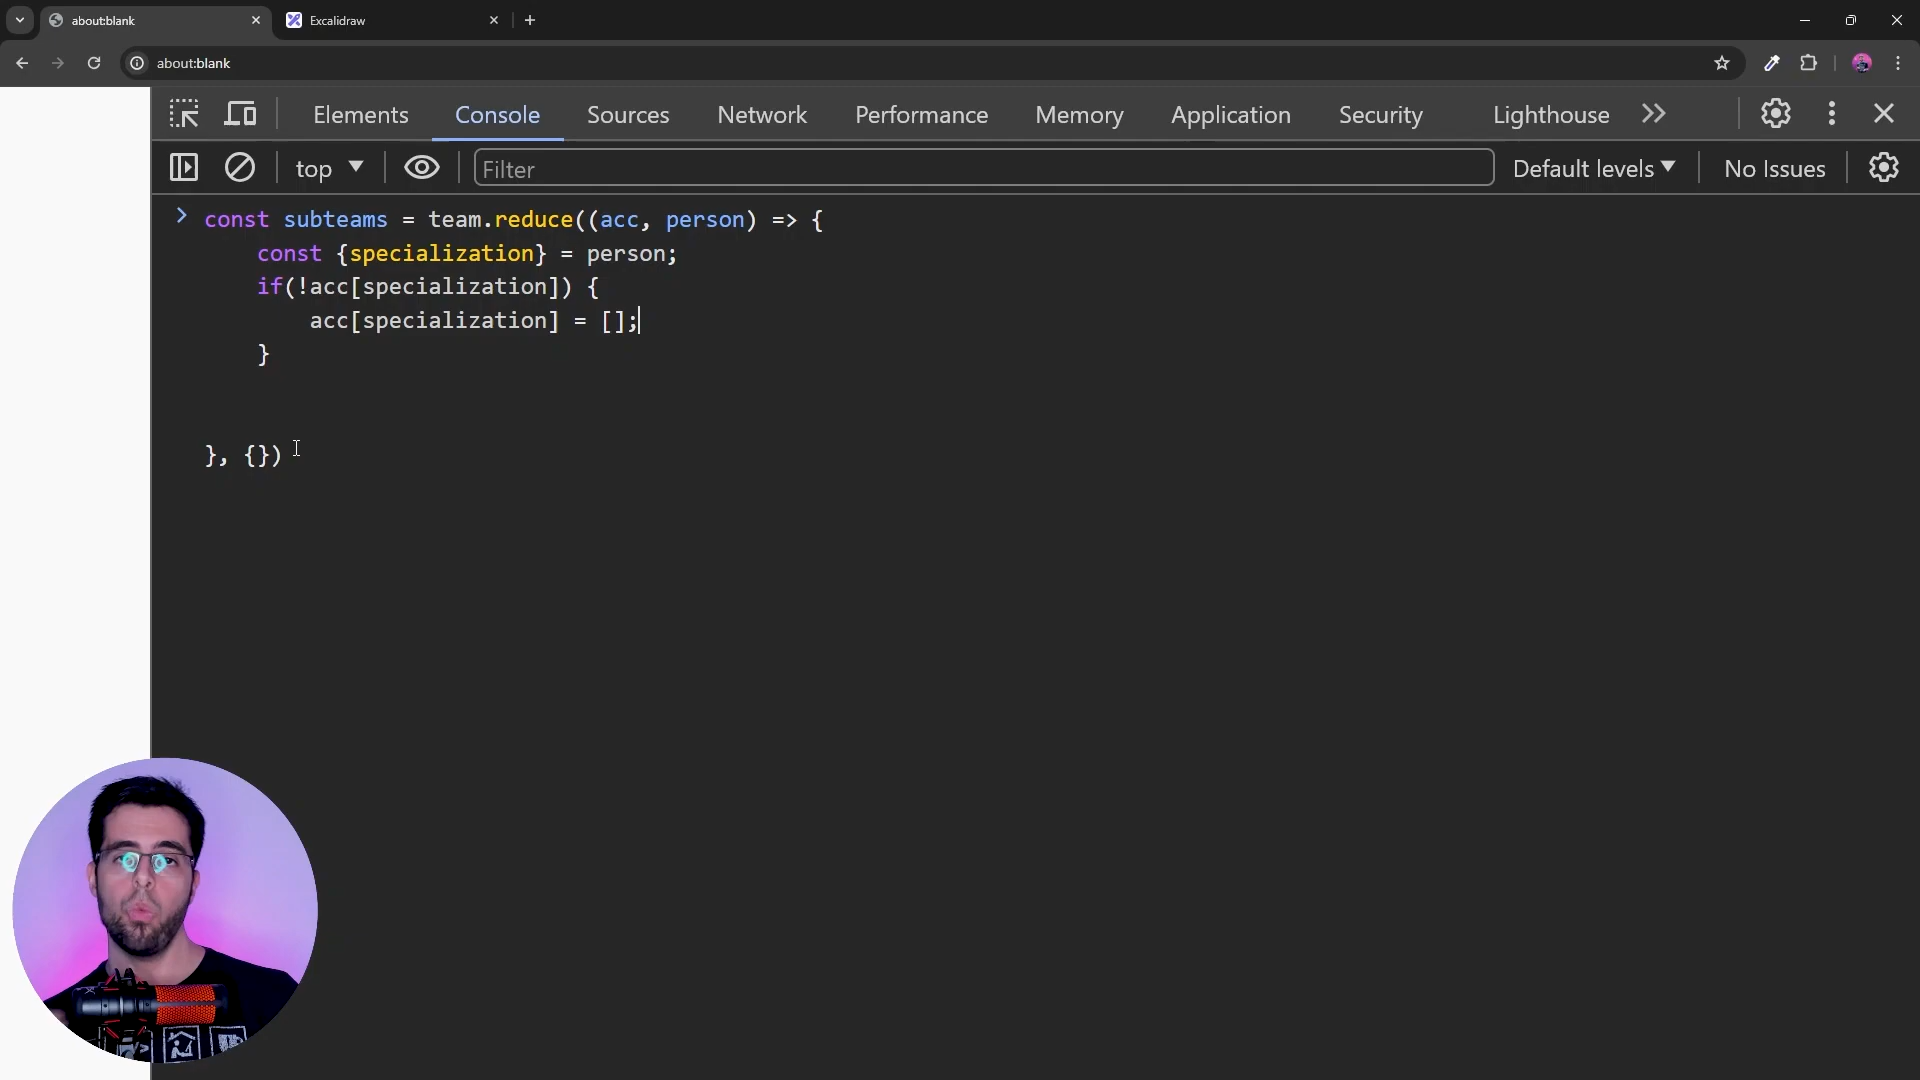 about:blank
Excalidraw
about:blank
Elements Console Sources Network Performance Memory Application Security Lighthouse
top Filter Default levels No Issues
const subteams = team.reduce((acc, person) => {
const {specialization} = person;
if(!acc[specialization]) {
acc[specialization] = [];
}
}, {})